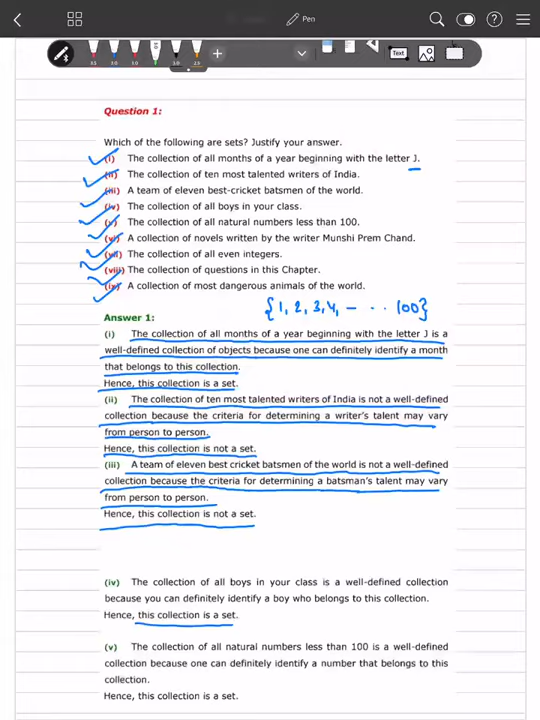 Pen
Text
Question 1:
Which of the following are sets? Justify your answer.
(i) The collection of all months of a year beginning with the letter J.
(ii) The collection of ten most talented writers of India.
(iii) A team of eleven best-cricket batsmen of the world.
(iv) The collection of all boys in your class.
(v) The collection of all natural numbers less than 100.
(vi) A collection of novels written by the writer Munshi Prem Chand.
(vii) The collection of all even integers.
(viii) The collection of questions in this Chapter.
(ix) A collection of most dangerous animals of the world.
{1, 2, 3, 4, – · · · 100}
Answer 1:
(i) The collection of all months of a year beginning with the letter J is a
well-defined collection of objects because one can definitely identify a month
that belongs to this collection.
Hence, this collection is a set.
(ii) The collection of ten most talented writers of India is not a well-defined
collection because the criteria for determining a writer's talent may vary
from person to person.
Hence, this collection is not a set.
(iii) A team of eleven best cricket batsmen of the world is not a well-defined
collection because the criteria for determining a batsman's talent may vary
from person to person.
Hence, this collection is not a set.
(iv) The collection of all boys in your class is a well-defined collection
because you can definitely identify a boy who belongs to this collection.
Hence, this collection is a set.
(v) The collection of all natural numbers less than 100 is a well-defined
collection because one can definitely identify a number that belongs to this
collection.
Hence, this collection is a set.